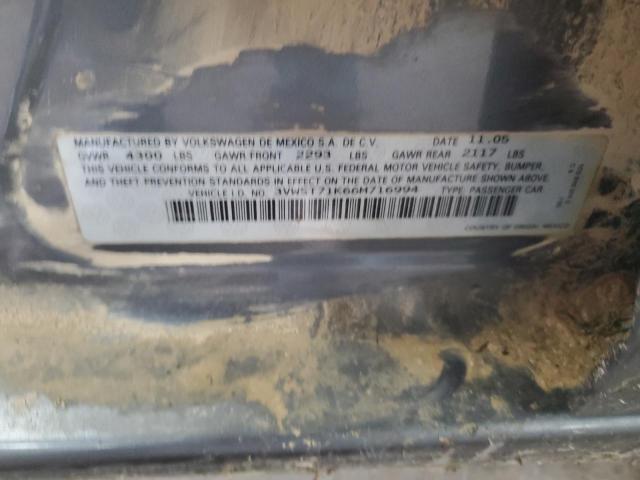 MANUFACTURED BY VOLKSWAGEN DE MEXICO S.A. DE C.V. DATE 11.05
GVWR 4300 LBS GAWR FRONT 2293 LBS GAWR REAR 2117 LBS
THIS VEHICLE CONFORMS TO ALL APPLICABLE U.S. FEDERAL MOTOR VEHICLE SAFETY, BUMPER,
AND THEFT PREVENTION STANDARDS IN EFFECT ON THE DATE OF MANUFACTURE SHOWN ABOVE.
VEHICLE I.D. NO. 3VWST71K66M716994 TYPE: PASSENGER CAR
COUNTRY OF ORIGIN: MEXICO